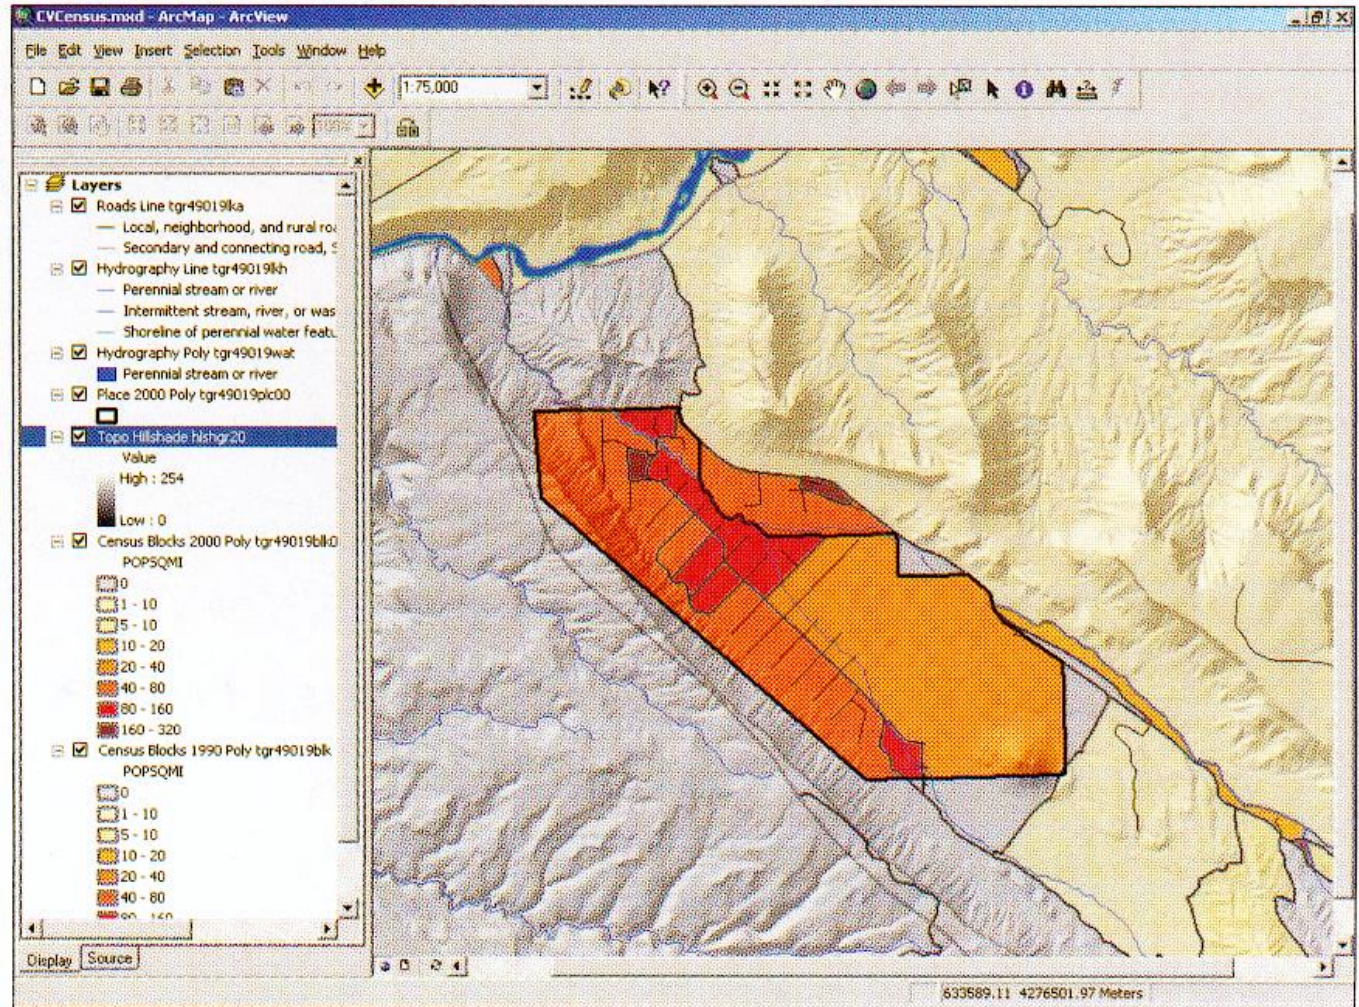 CVCensus.mxd - ArcMap - ArcView
File Edit View Insert Selection Tools Window Help
1:75,000
100%
Layers
Roads Line tgr49019lka
Local, neighborhood, and rural roa
Secondary and connecting road, S
Hydrography Line tgr49019lkh
Perennial stream or river
Intermittent stream, river, or was
Shoreline of perennial water featu
Hydrography Poly tgr49019wat
Perennial stream or river
Place 2000 Poly tgr49019plc00
Topo Hillshade hlshgr20
Value
High : 254
Low : 0
Census Blocks 2000 Poly tgr49019blk0
POPSQMI
0
1 - 10
5 - 10
10 - 20
20 - 40
40 - 80
80 - 160
160 - 320
Census Blocks 1990 Poly tgr49019blk
POPSQMI
0
1 - 10
5 - 10
10 - 20
20 - 40
40 - 80
80 - 160
Display Source
633589.11 4276501.97 Meters